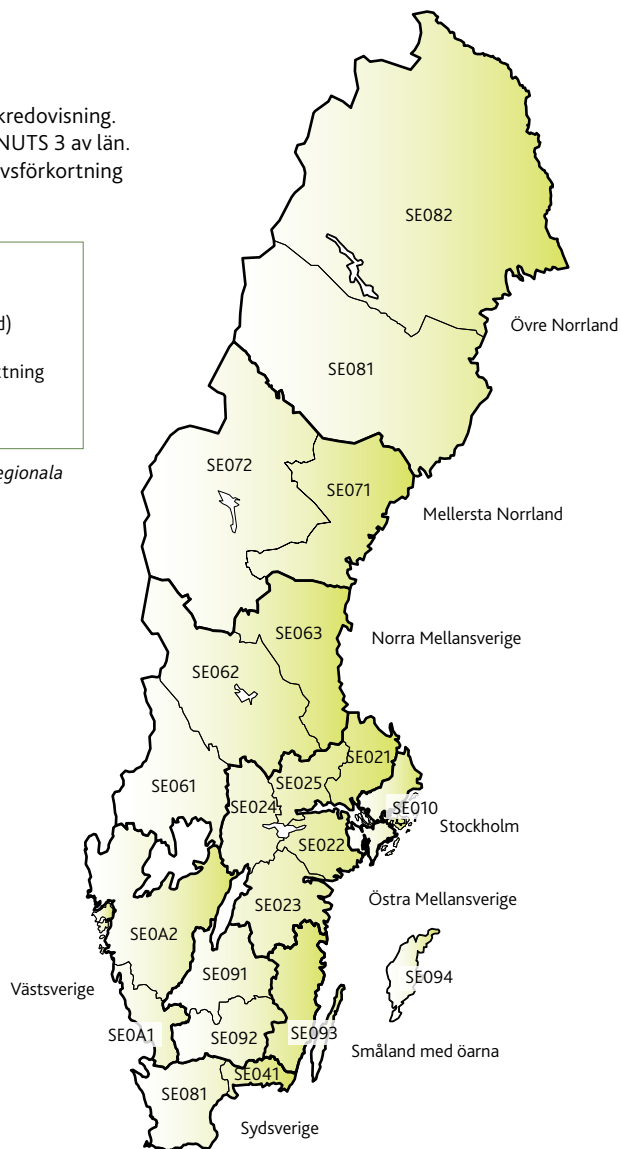 kredovisning.
NUTS 3 av län.
vsförkortning
SE082
d)
Övre Norrland
tning
SE081
SE072
egionala
SE071
Mellersta Norrland
SE063
Norra Mellansverige
SE062
SE021
SE025
SE061
SE024
SE010
Stockholm
SE022
Östra Mellansverige
SE023
SE0A2
SE091
SE094
Västsverige
SE0A1
SE092
SE093
Småland med öarna
SE041
SE081
Sydsverige